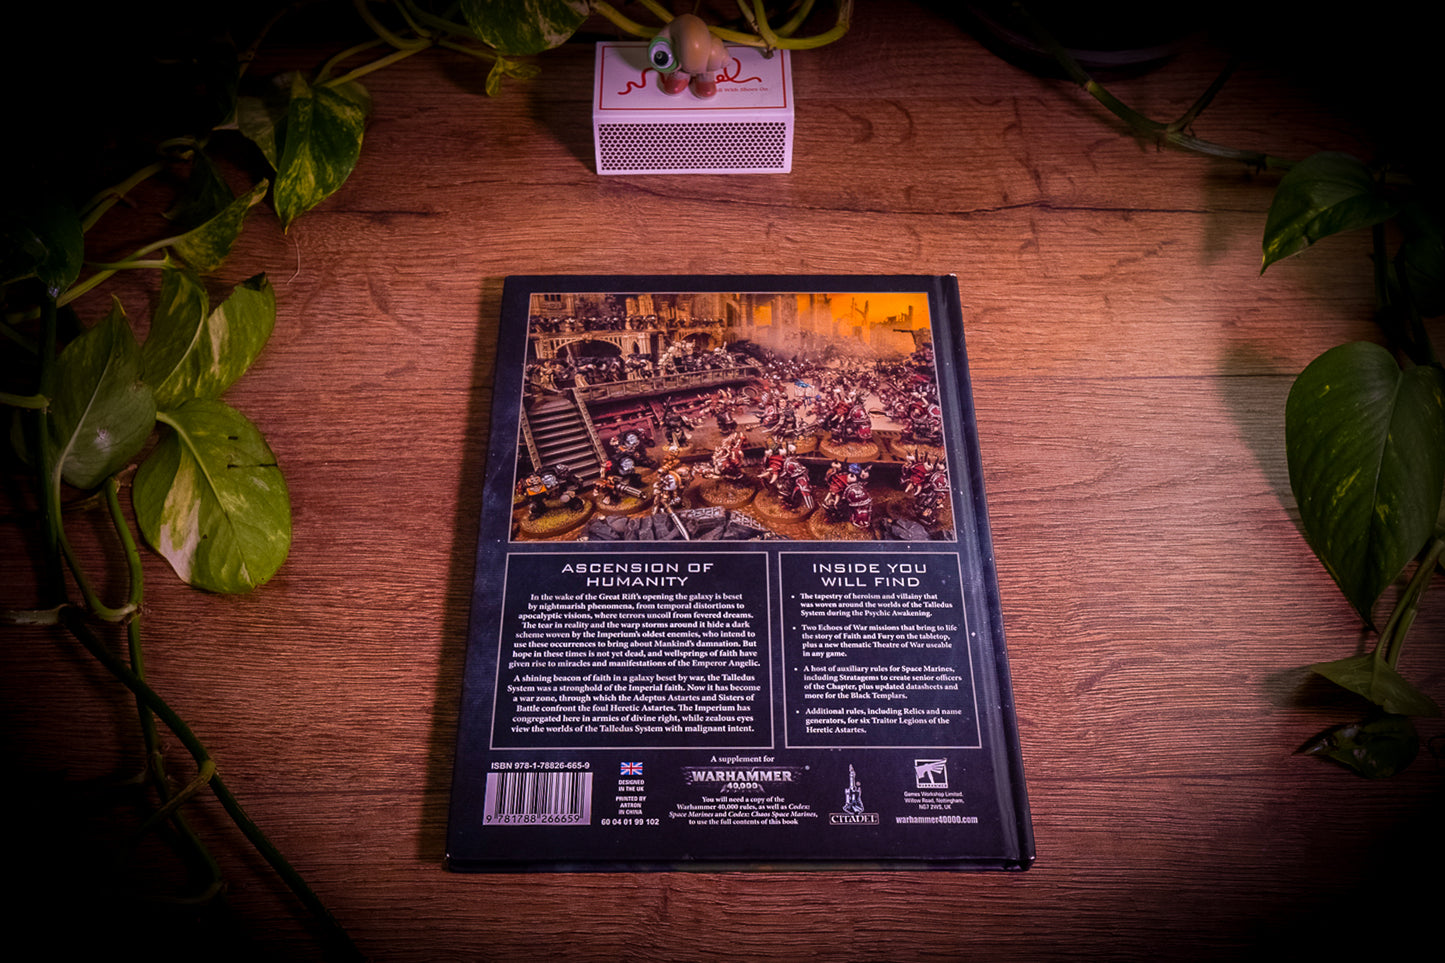 ll With Shoes On
ASCENSION OF
HUMANITY
In the wake of the Great Rift's opening the galaxy is beset
by nightmarish phenomena, from temporal distortions to
apocalyptic visions, where terrors uncoil from fevered dreams.
The tear in reality and the warp storms around it hide a dark
scheme woven by the Imperium's oldest enemies, who intend to
use these occurrences to bring about Mankind's damnation. But
hope in these times is not yet dead, and wellsprings of faith have
given rise to miracles and manifestations of the Emperor Angelic.
A shining beacon of faith in a galaxy beset by war, the Talledus
System was a stronghold of the Imperial faith. Now it has become
a war zone, through which the Adeptus Astartes and Sisters of
Battle confront the foul Heretic Astartes. The Imperium has
congregated here in armies of divine right, while zealous eyes
view the worlds of the Talledus System with malignant intent.
INSIDE YOU
WILL FIND
• The tapestry of heroism and villainy that
was woven around the worlds of the Talledus
System during the Psychic Awakening.
• Two Echoes of War missions that bring to life
the story of Faith and Fury on the tabletop,
plus a new thematic Theatre of War useable
in any game.
• A host of auxiliary rules for Space Marines,
including Stratagems to create senior officers
of the Chapter, plus updated datasheets and
more for the Black Templars.
• Additional rules, including Relics and name
generators, for six Traitor Legions of the
Heretic Astartes.
ISBN 978-1-78826-665-9
9 781788 266659
DESIGNED
IN THE UK
PRINTED BY
ARTRON
IN CHINA
60 04 01 99 102
A supplement for
WARHAMMER
40,000
You will need a copy of the
Warhammer 40,000 rules, as well as Codex:
Space Marines and Codex: Chaos Space Marines,
to use the full contents of this book
CITADEL
WARHAMMER
Games Workshop Limited,
Willow Road, Nottingham,
NG7 2WS, UK
warhammer40000.com